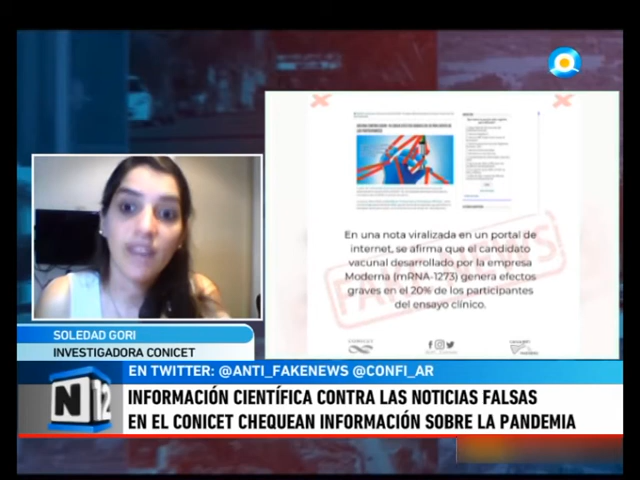 En una nota viralizada en un portal de
internet, se afirma que el candidato
vacunal desarrollado por la empresa
Moderna (mRNA-1273) genera efectos
graves en el 20% de los participantes
del ensayo clínico.
SOLEDAD GORI
INVESTIGADORA CONICET
EN TWITTER: @ANTI_FAKENEWS @CONFI_AR
N12
INFORMACIÓN CIENTÍFICA CONTRA LAS NOTICIAS FALSAS
EN EL CONICET CHEQUEAN INFORMACIÓN SOBRE LA PANDEMIA